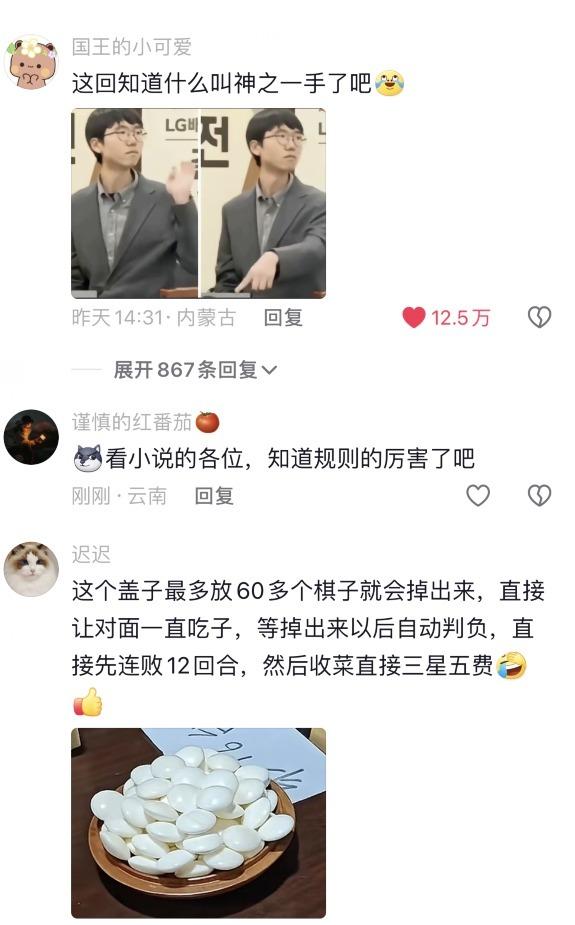 国王的小可爱
这回知道什么叫神之一手了吧😂
LG배
전
L
昨天14:31·内蒙古 回复 12.5万
展开867条回复
谨慎的红番茄🍅
看小说的各位，知道规则的厉害了吧
刚刚·云南 回复
迟迟
这个盖子最多放60多个棋子就会掉出来，直接
让对面一直吃子，等掉出来以后自动判负，直
接先连败12回合，然后收菜直接三星五费🤣
👍